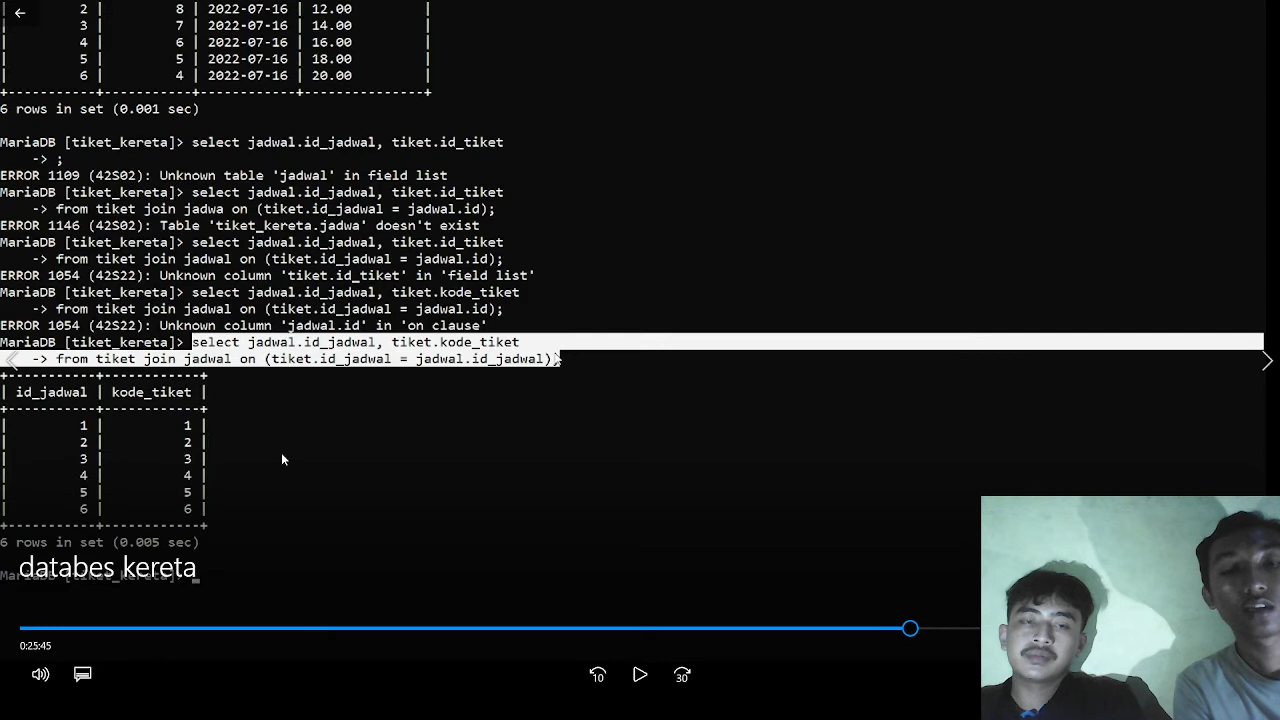 | 2 | 8 | 2022-07-16 | 12.00 |
| 3 | 7 | 2022-07-16 | 14.00 |
| 4 | 6 | 2022-07-16 | 16.00 |
| 5 | 5 | 2022-07-16 | 18.00 |
| 6 | 4 | 2022-07-16 | 20.00 |
+-----------+-----------+------------+---------------+
6 rows in set (0.001 sec)
MariaDB [tiket_kereta]> select jadwal.id_jadwal, tiket.id_tiket
-> ;
ERROR 1109 (42S02): Unknown table 'jadwal' in field list
MariaDB [tiket_kereta]> select jadwal.id_jadwal, tiket.id_tiket
-> from tiket join jadwa on (tiket.id_jadwal = jadwal.id);
ERROR 1146 (42S02): Table 'tiket_kereta.jadwa' doesn't exist
MariaDB [tiket_kereta]> select jadwal.id_jadwal, tiket.id_tiket
-> from tiket join jadwal on (tiket.id_jadwal = jadwal.id);
ERROR 1054 (42S22): Unknown column 'tiket.id_tiket' in 'field list'
MariaDB [tiket_kereta]> select jadwal.id_jadwal, tiket.kode_tiket
-> from tiket join jadwal on (tiket.id_jadwal = jadwal.id);
ERROR 1054 (42S22): Unknown column 'jadwal.id' in 'on clause'
MariaDB [tiket_kereta]> select jadwal.id_jadwal, tiket.kode_tiket
-> from tiket join jadwal on (tiket.id_jadwal = jadwal.id_jadwal);
+-----------+------------+
| id_jadwal | kode_tiket |
+-----------+------------+
| 1 | 1 |
| 2 | 2 |
| 3 | 3 |
| 4 | 4 |
| 5 | 5 |
| 6 | 6 |
+-----------+------------+
6 rows in set (0.005 sec)
databes kereta
MariaDB [tiket_kereta]> _
0:25:45
10
30